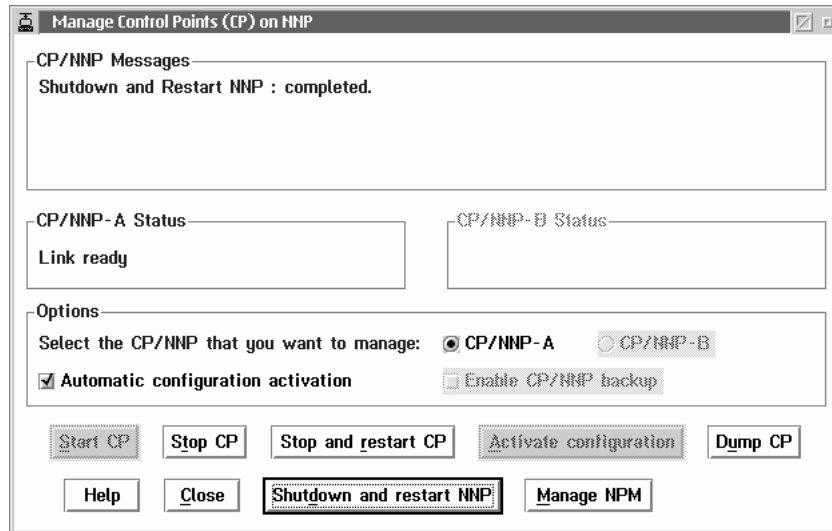 Manage Control Points (CP) on NNP
CP/NNP Messages
Shutdown and Restart NNP : completed.
CP/NNP-A Status
CP/NNP-B Status
Link ready
Options
Select the CP/NNP that you want to manage: CP/NNP-A CP/NNP-B
Automatic configuration activation Enable CP/NNP backup
Start CP Stop CP Stop and restart CP Activate configuration Dump CP
Help Close Shutdown and restart NNP Manage NPM